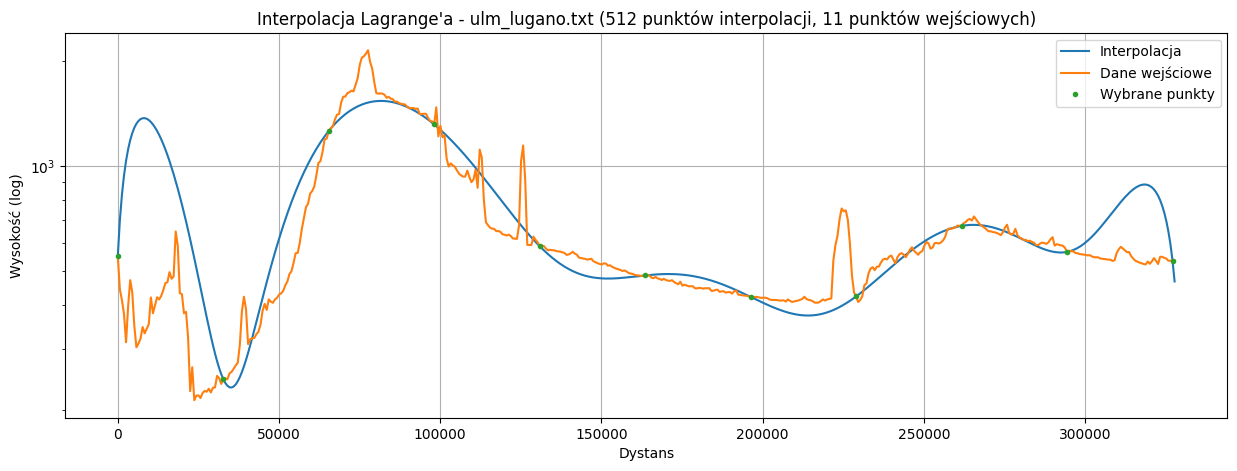 Interpolacja Lagrange'a - ulm_lugano.txt (512 punktów interpolacji, 11 punktów wejściowych)
Interpolacja
Dane wejściowe
Wybrane punkty
Wysokość (log)
10³
0 50000 100000 150000 200000 250000 300000
Dystans